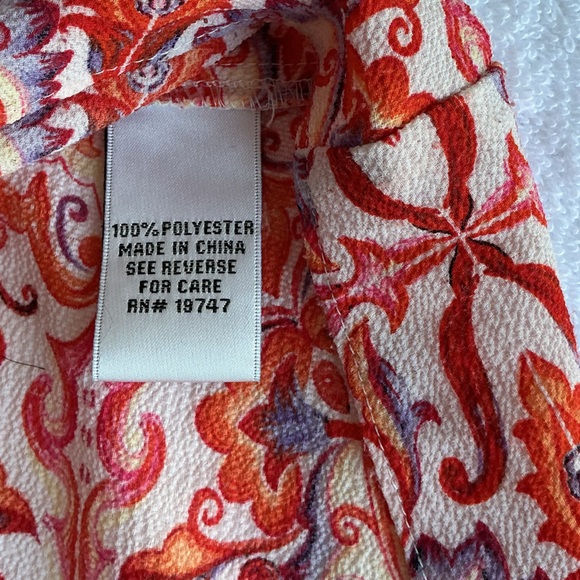 100% POLYESTER
MADE IN CHINA
SEE REVERSE
FOR CARE
RN# 19747